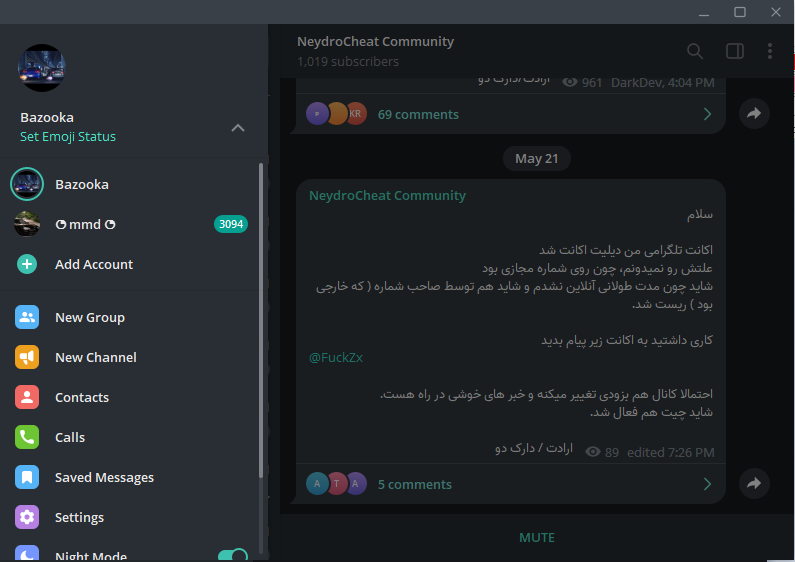 Bazooka
Set Emoji Status
Bazooka
mmd
3094
Add Account
New Group
New Channel
Contacts
Calls
Saved Messages
Settings
Night Mode
NeydroCheat Community
1,019 subscribers
ارادت/دارک دو
961 DarkDev, 4:04 PM
P
KR
69 comments
May 21
NeydroCheat Community
سلام
اکانت تلگرامی من دیلیت اکانت شد
علتش رو نمیدونم، چون روی شماره مجازی بود
شاید چون مدت طولانی آنلاین نشدم و شاید هم توسط صاحب شماره ( که خارجی
بود ) ریست شد.
کاری داشتید به اکانت زیر پیام بدید
@FuckZx
احتمالا کانال هم بزودی تغییر میکنه و خبر های خوشی در راه هست.
شاید چیت هم فعال شد.
ارادت / دارک دو
89 edited 7:26 PM
A T A
5 comments
MUTE